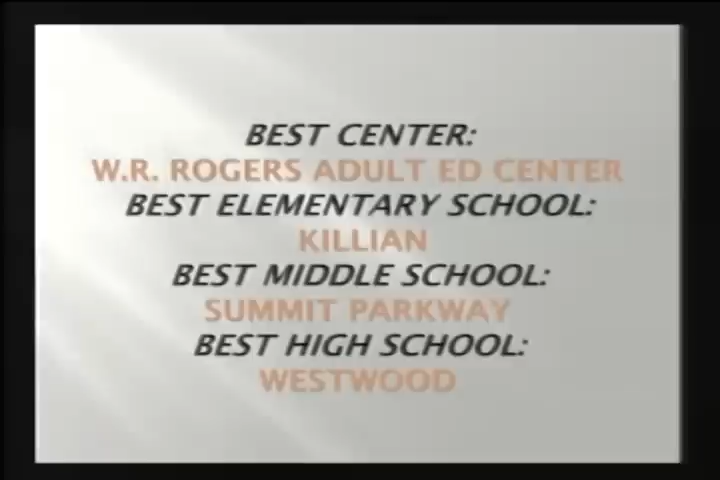 BEST CENTER:
W.R. ROGERS ADULT ED CENTER
BEST ELEMENTARY SCHOOL:
KILLIAN
BEST MIDDLE SCHOOL:
SUMMIT PARKWAY
BEST HIGH SCHOOL:
WESTWOOD